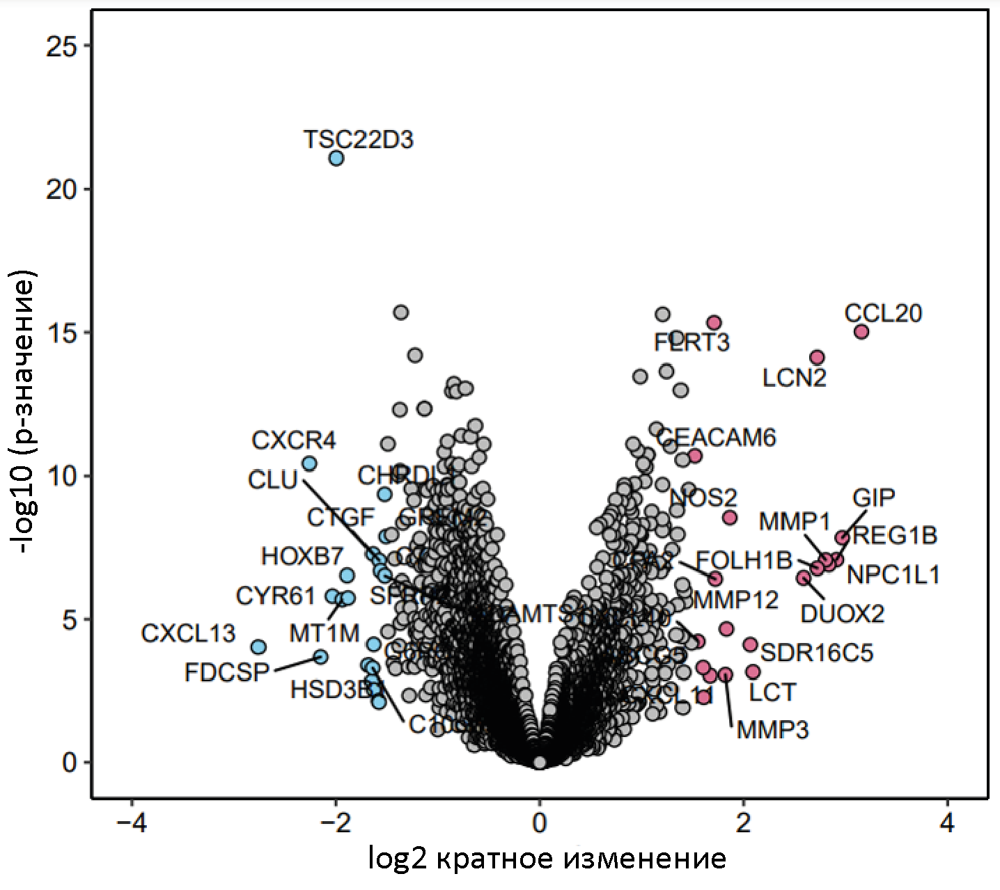 25
TSC22D3
20
CCL20
15
FLRT3
LCN2
CXCR4
CEACAM6
CLU
10
CTGF
NOS2
GIP
MMP1
REG1B
HOXB7
FOLH1B
NPC1L1
CYR61
MMP12
DUOX2
5
CXCL13
MT1M
SDR16C5
FDCSP
LCT
MMP3
0
−4
−2
0
2
4
log2 кратное изменение
-log10 (p-значение)